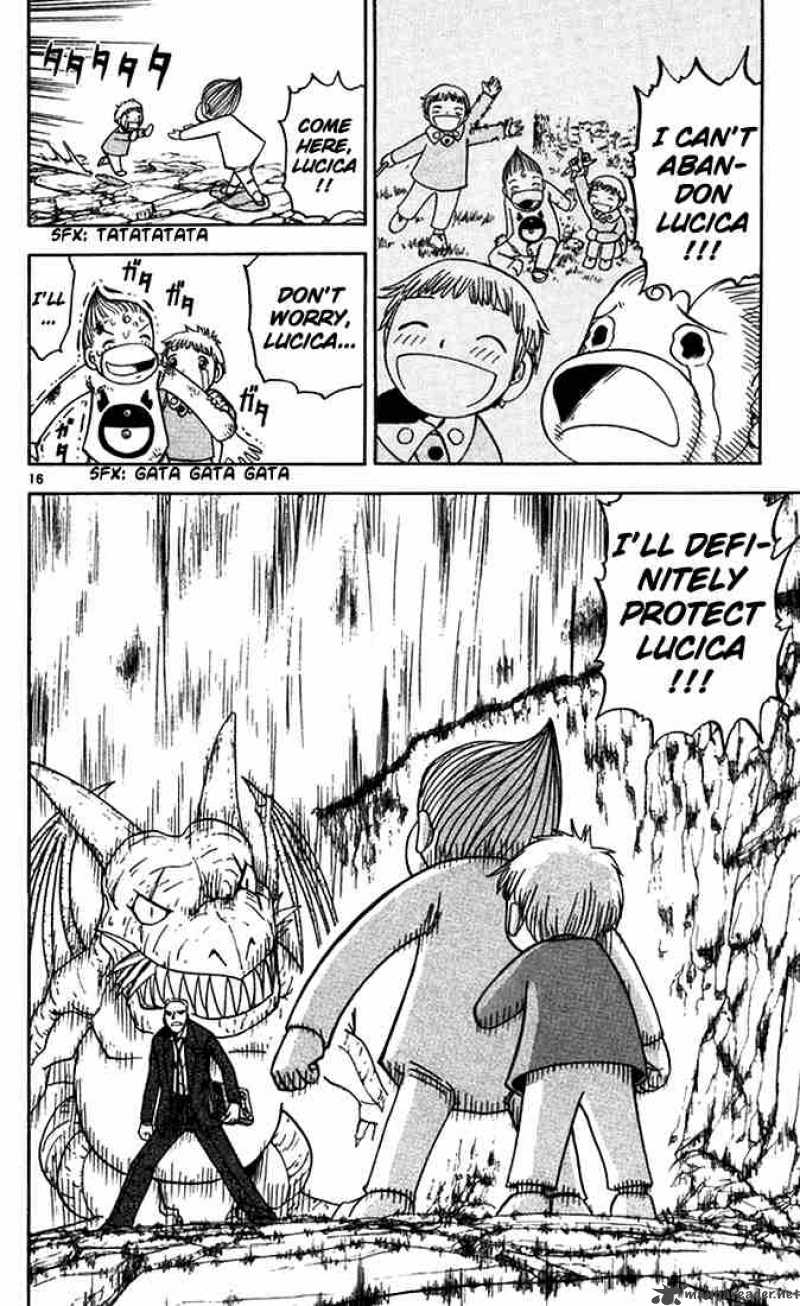 I CAN'T
ABAN-
DON
LUCICA
!!!
COME
HERE,
LUCICA
!!
タタタタ
SFX: TATATATATA
DON'T
WORRY,
LUCICA...
I'LL
...
ガタ
ガタ
ガタ
ガタ
SFX: GATA GATA GATA
16
I'LL DEFI-
NITELY
PROTECT
LUCICA
!!!